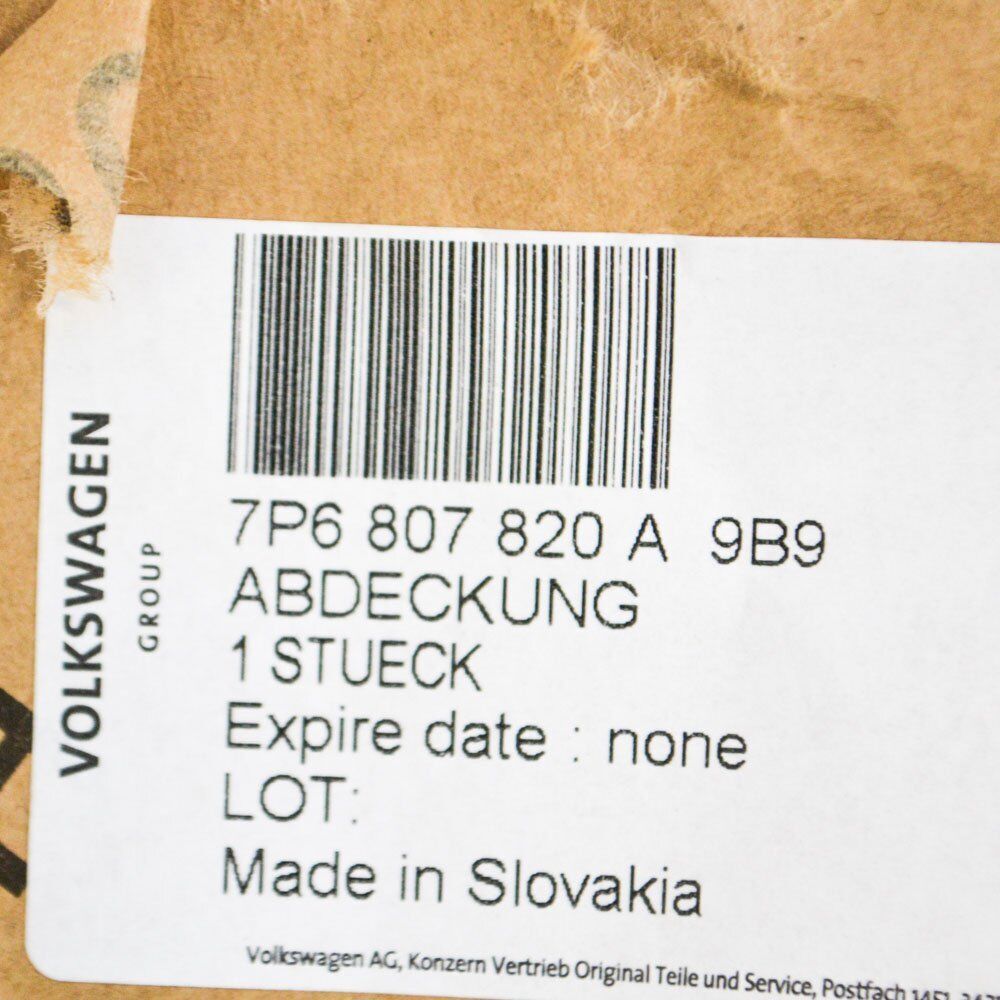 VOLKSWAGEN
GROUP
7P6 807 820 A 9B9
ABDECKUNG
1 STUECK
Expire date : none
LOT:
Made in Slovakia
Volkswagen AG, Konzern Vertrieb Original Teile und Service, Postfach